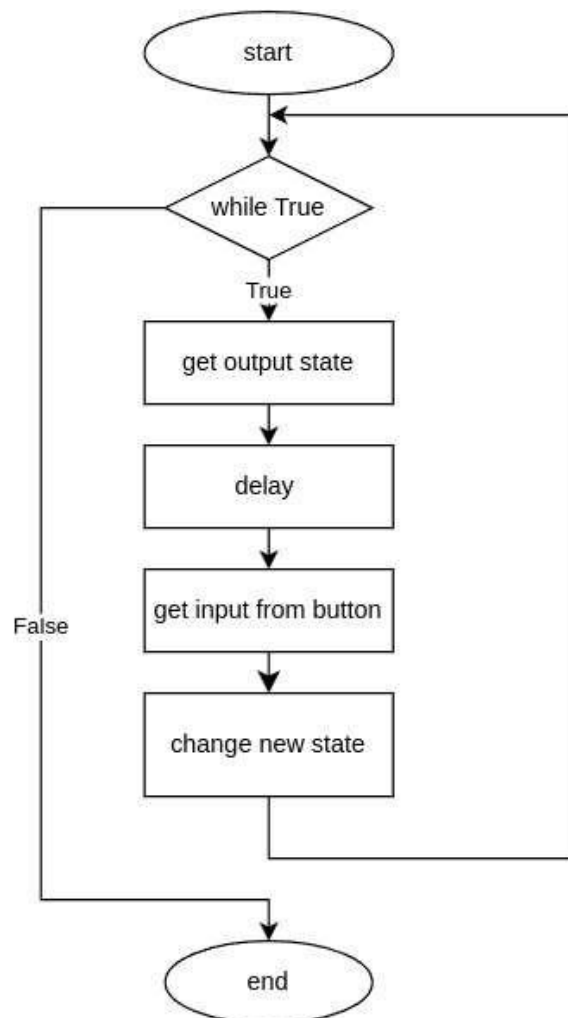 start
while True
True
get output state
delay
get input from button
False
change new state
end